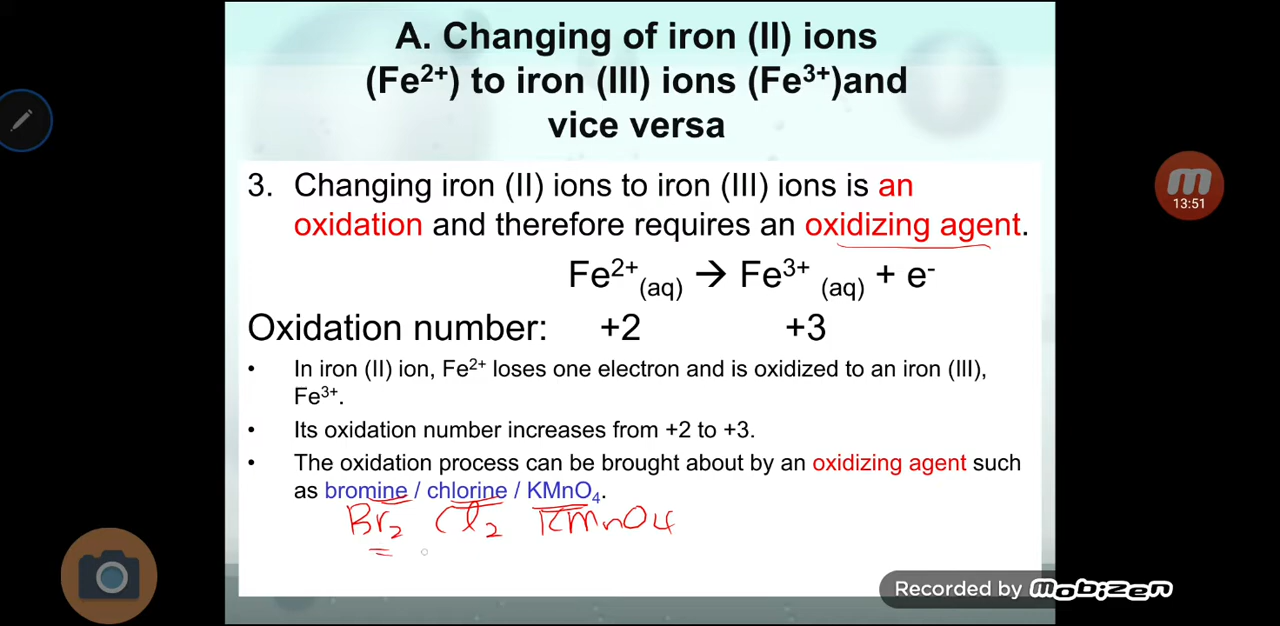 A. Changing of iron (II) ions
(Fe²⁺) to iron (III) ions (Fe³⁺)and
vice versa
3. Changing iron (II) ions to iron (III) ions is an
oxidation and therefore requires an oxidizing agent.
Fe²⁺(aq) → Fe³⁺ (aq) + e⁻
Oxidation number: +2 +3
• In iron (II) ion, Fe²⁺ loses one electron and is oxidized to an iron (III),
Fe³⁺.
• Its oxidation number increases from +2 to +3.
• The oxidation process can be brought about by an oxidizing agent such
as bromine / chlorine / KMnO₄.
Br₂ Cl₂ KMnO4
13:51
Recorded by mobizen